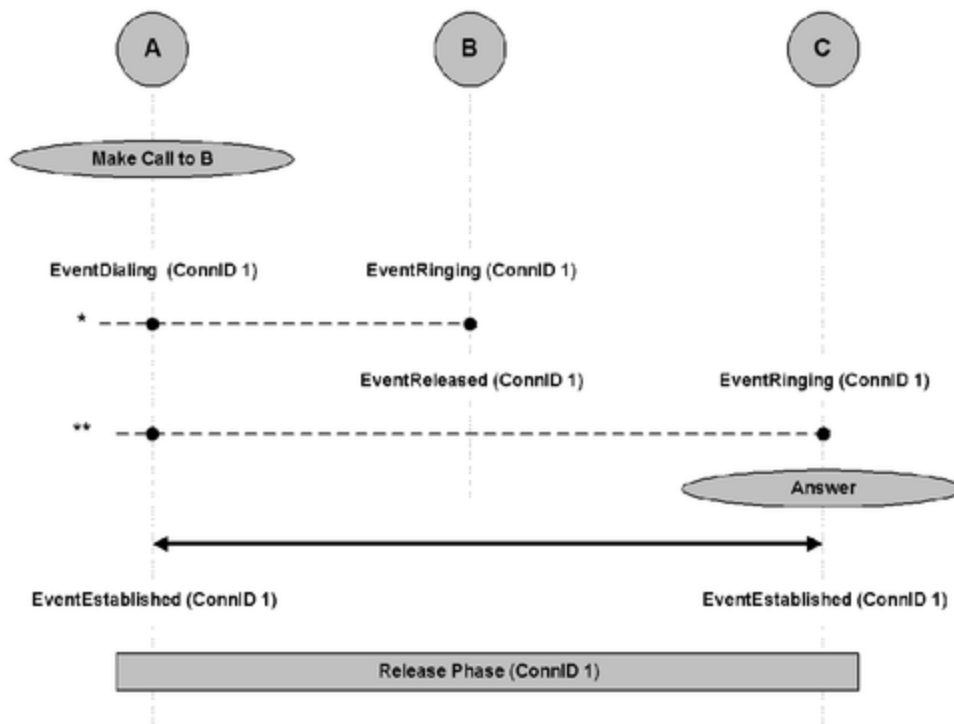 A
B
C
Make Call to B
EventDialing (ConnID 1)
EventRinging (ConnID 1)
*
EventReleased (ConnID 1)
EventRinging (ConnID 1)
**
Answer
EventEstablished (ConnID 1)
EventEstablished (ConnID 1)
Release Phase (ConnID 1)